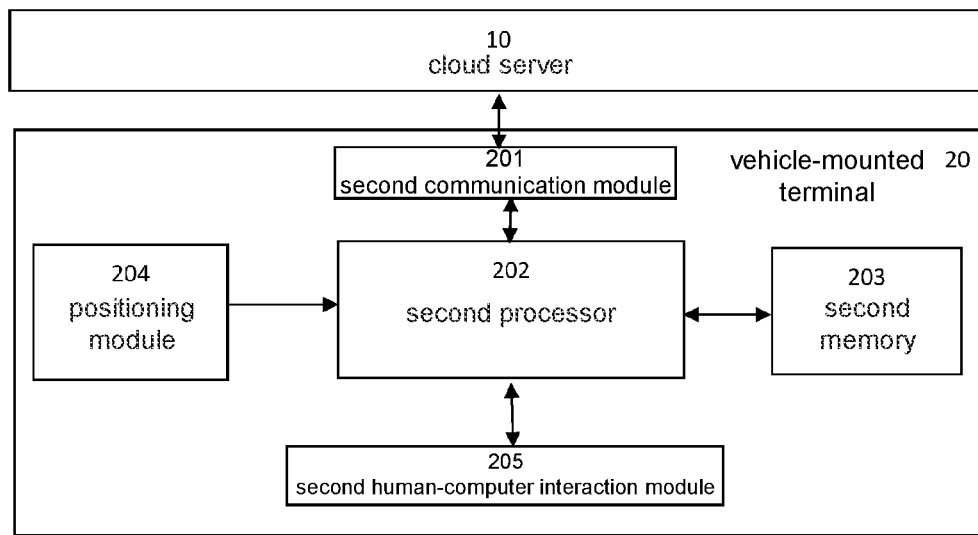 10
cloud server
201
second communication module
vehicle-mounted 20
terminal
204
positioning
module
202
second processor
203
second
memory
205
second human-computer interaction module